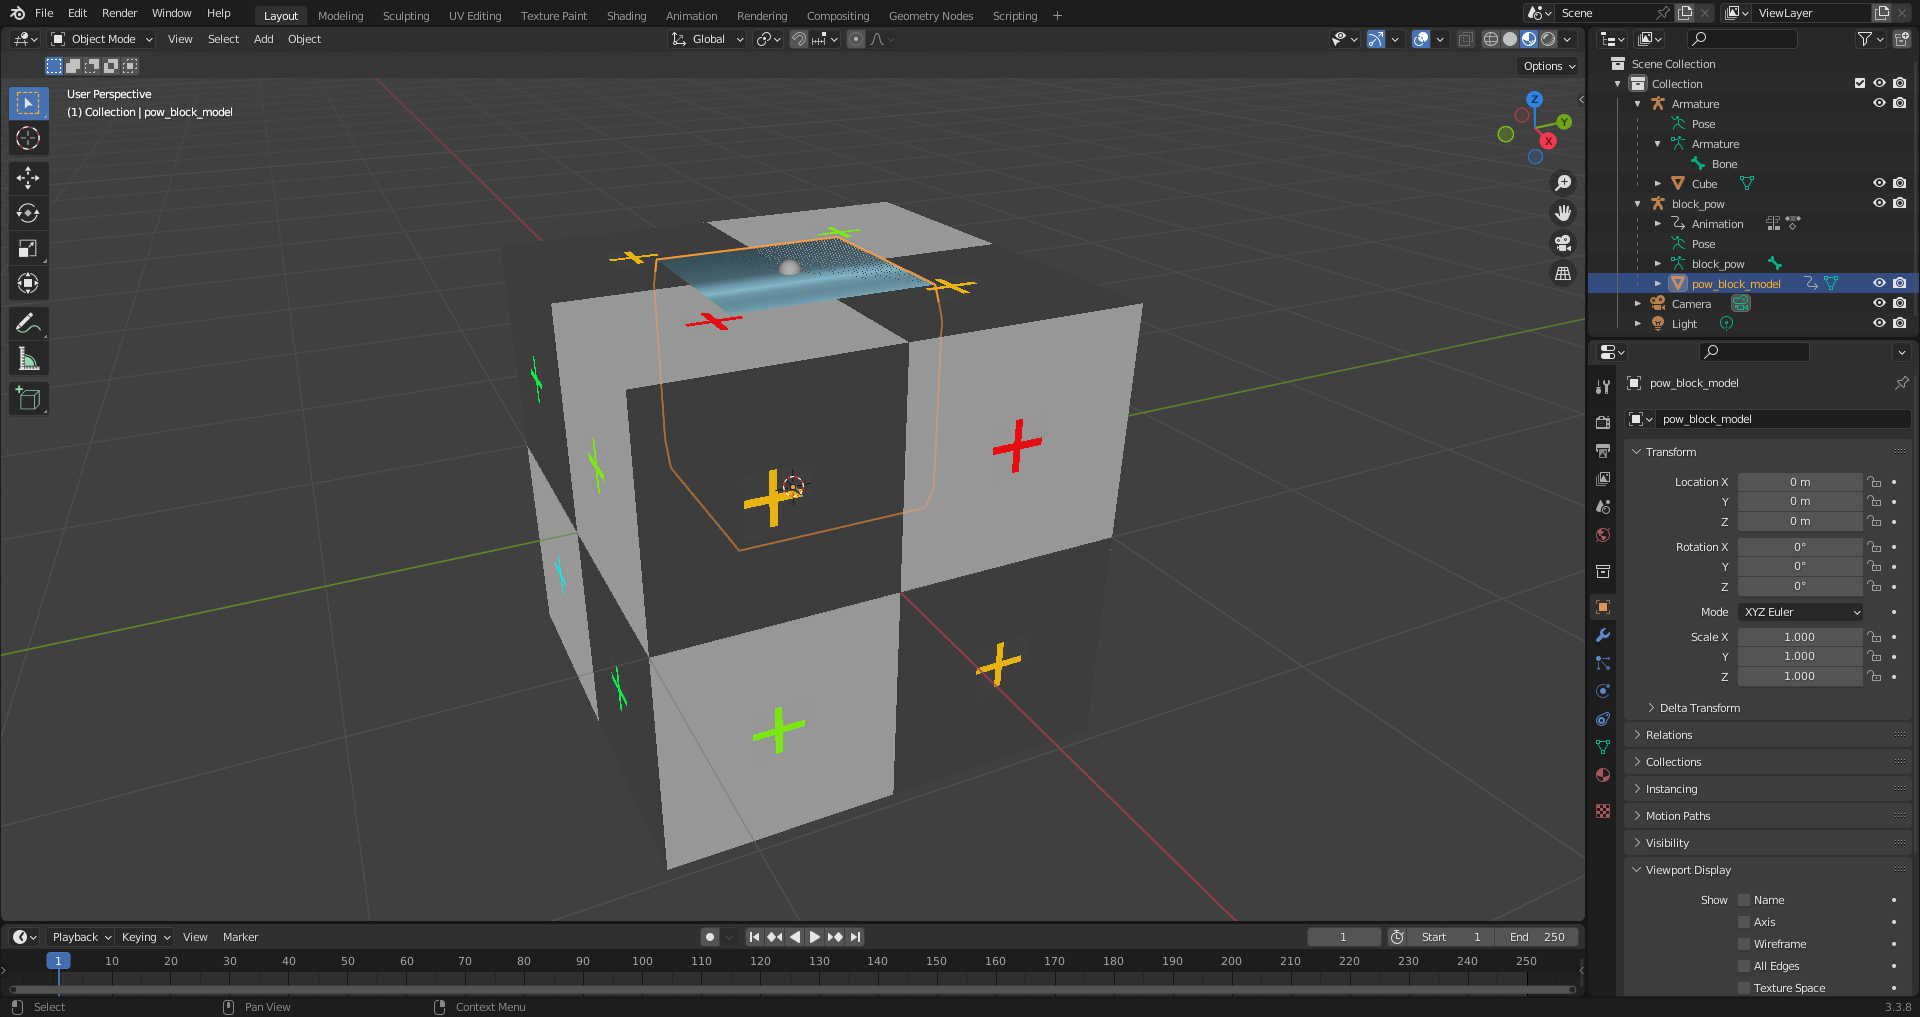 File Edit Render Window Help Layout Modeling Sculpting UV Editing Texture Paint Shading Animation Rendering Compositing Geometry Nodes Scripting + Scene ViewLayer
Object Mode View Select Add Object Global
Options
User Perspective
(1) Collection | pow_block_model
Z
Y
X
Scene Collection
Collection
Armature
Pose
Armature
Bone
Cube
block_pow
Animation
Pose
block_pow
pow_block_model
Camera
Light
pow_block_model
pow_block_model
Transform
Location X 0 m
Y 0 m
Z 0 m
Rotation X 0°
Y 0°
Z 0°
Mode XYZ Euler
Scale X 1.000
Y 1.000
Z 1.000
Delta Transform
Relations
Collections
Instancing
Motion Paths
Visibility
Viewport Display
Show Name
Axis
Wireframe
All Edges
Texture Space
Playback Keying View Marker 1 Start 1 End 250
1 10 20 30 40 50 60 70 80 90 100 110 120 130 140 150 160 170 180 190 200 210 220 230 240 250
Select Pan View Context Menu 3.3.8